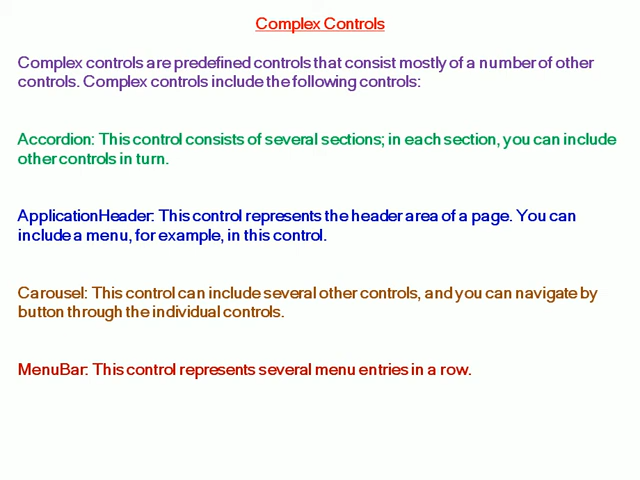 Complex Controls
Complex controls are predefined controls that consist mostly of a number of other
controls. Complex controls include the following controls:
Accordion: This control consists of several sections; in each section, you can include
other controls in turn.
ApplicationHeader: This control represents the header area of a page. You can
include a menu, for example, in this control.
Carousel: This control can include several other controls, and you can navigate by
button through the individual controls.
MenuBar: This control represents several menu entries in a row.